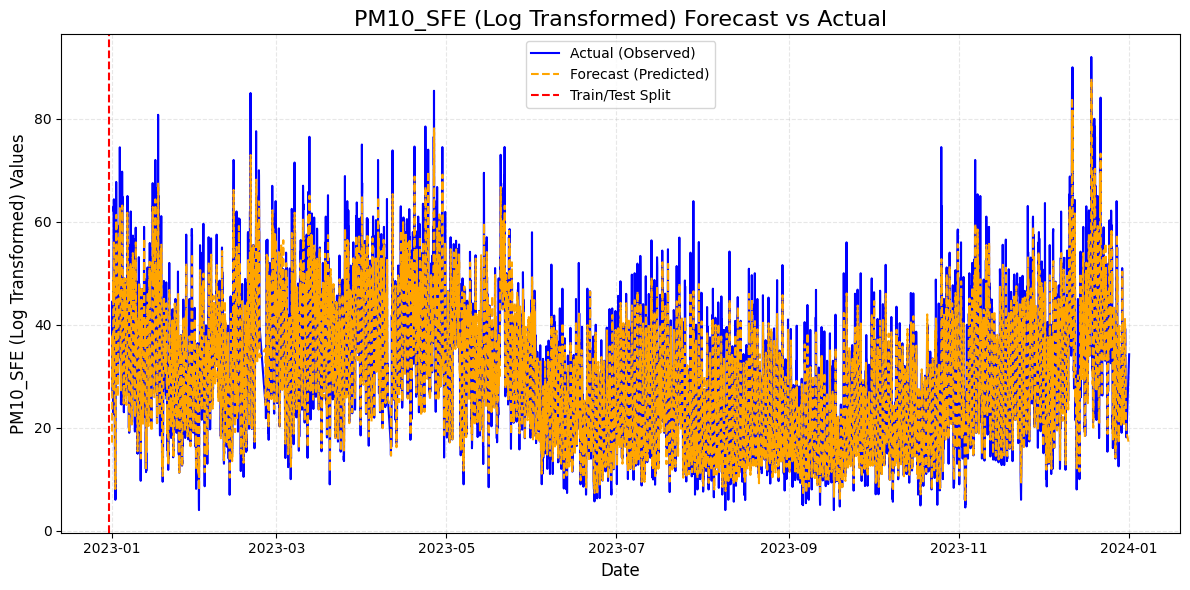 PM10_SFE (Log Transformed) Forecast vs Actual
Actual (Observed)
Forecast (Predicted)
Train/Test Split
PM10_SFE (Log Transformed) Values
80
60
40
20
0
2023-01
2023-03
2023-05
2023-07
2023-09
2023-11
2024-01
Date